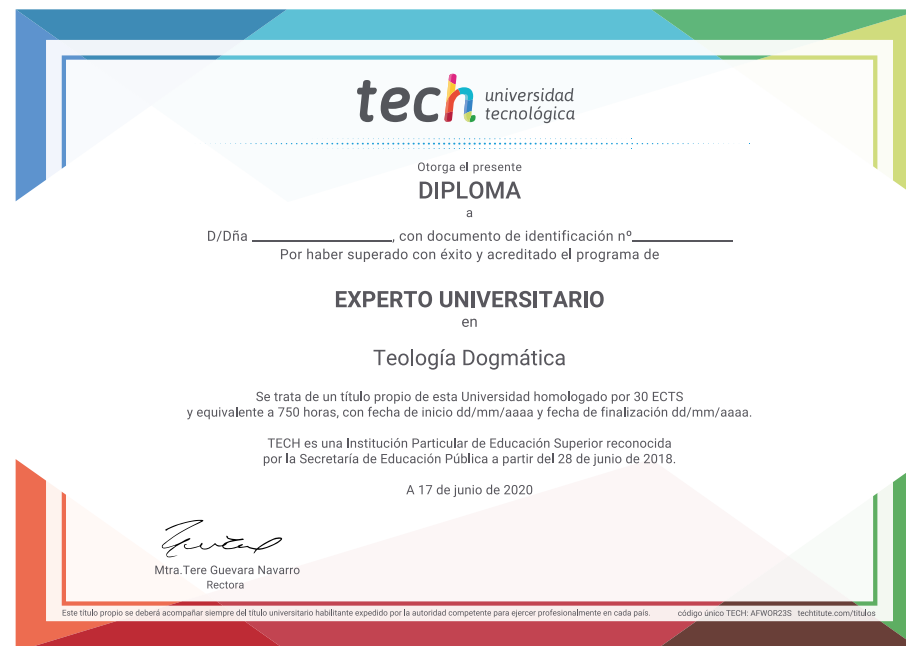 tech universidad
tecnológica
Otorga el presente
DIPLOMA
a
D/Dña ____________, con documento de identificación nº____________
Por haber superado con éxito y acreditado el programa de
EXPERTO UNIVERSITARIO
en
Teología Dogmática
Se trata de un título propio de esta Universidad homologado por 30 ECTS
y equivalente a 750 horas, con fecha de inicio dd/mm/aaaa y fecha de finalización dd/mm/aaaa.
TECH es una Institución Particular de Educación Superior reconocida
por la Secretaría de Educación Pública a partir del 28 de junio de 2018.
A 17 de junio de 2020
Mtra.Tere Guevara Navarro
Rectora
Este título propio se deberá acompañar siempre del título universitario habilitante expedido por la autoridad competente para ejercer profesionalmente en cada país. código único TECH: AFWOR23S techtitute.com/titulos